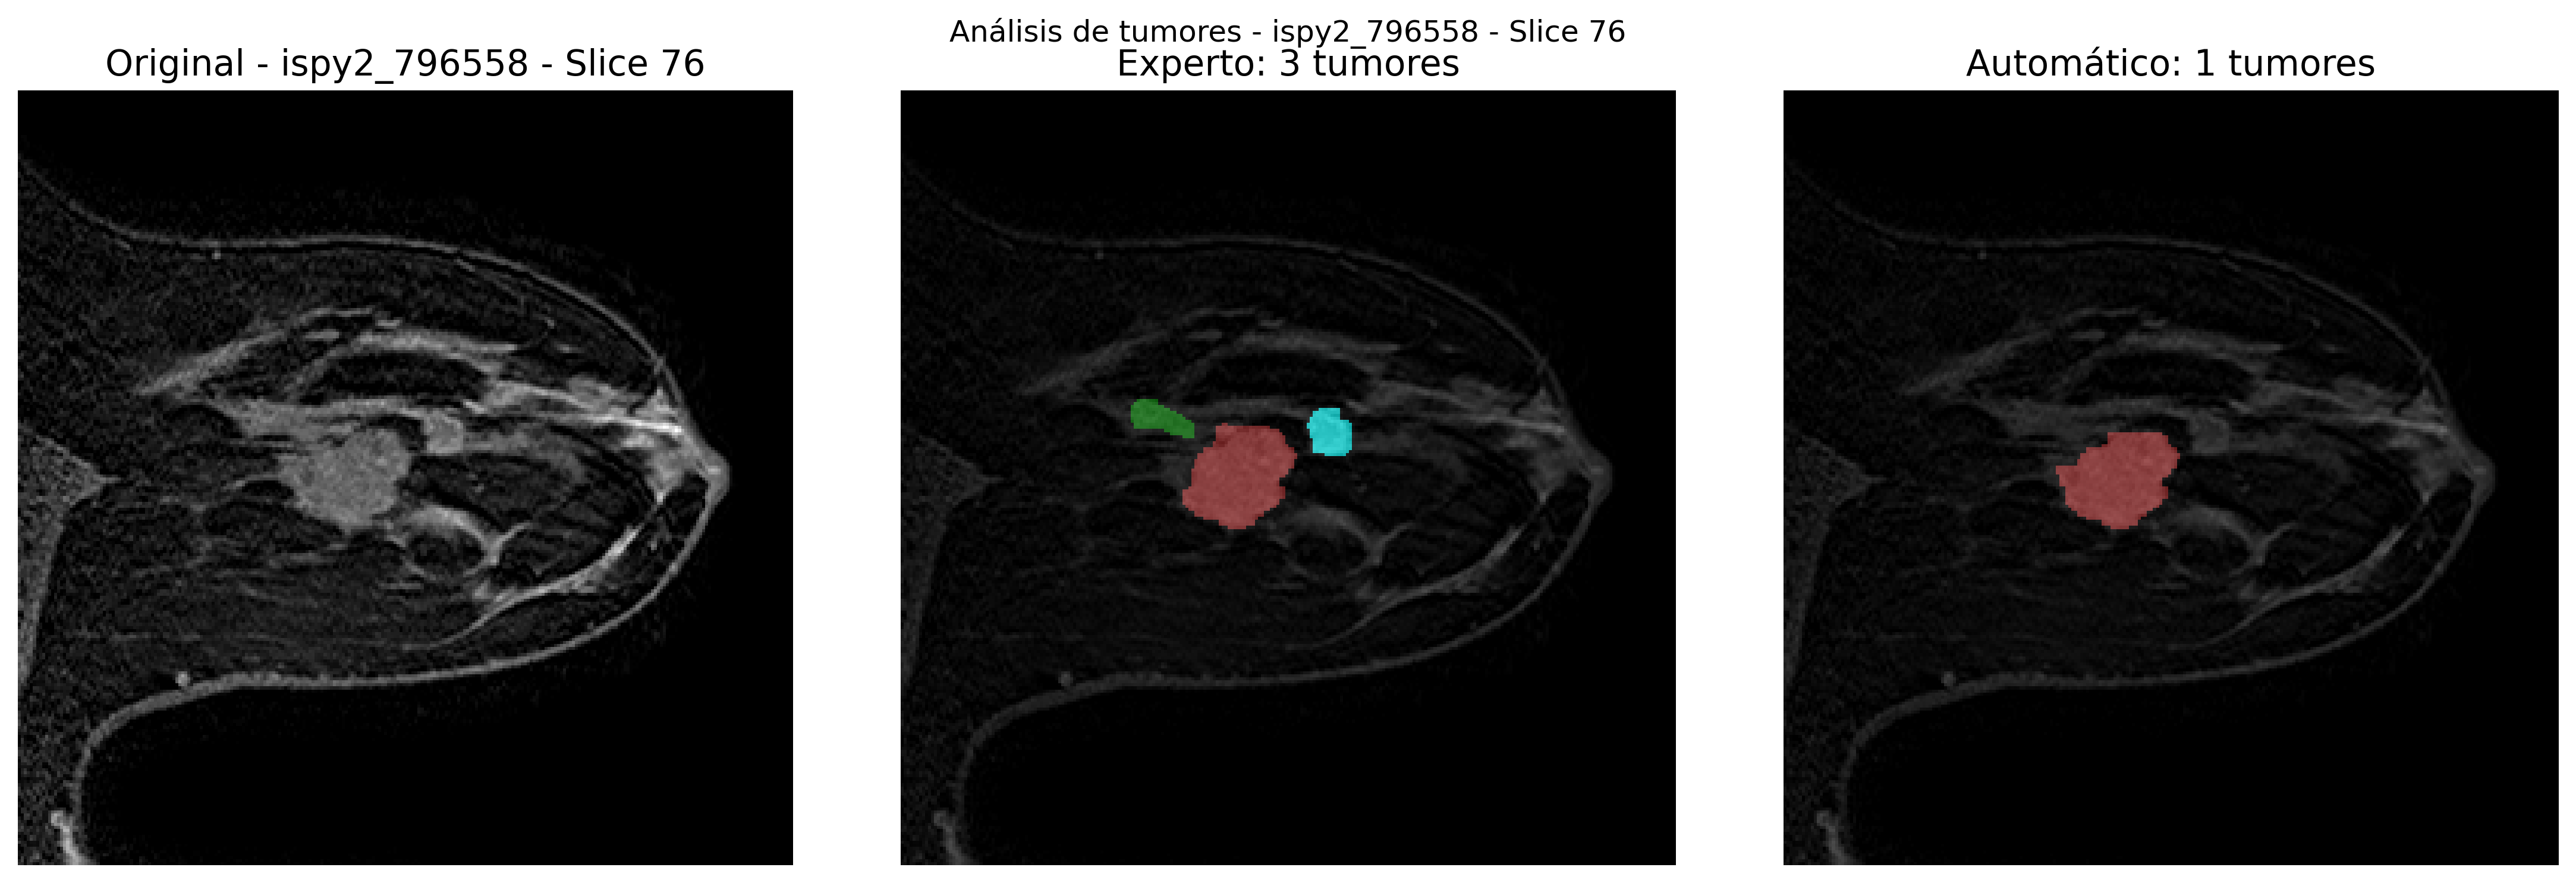 Análisis de tumores - ispy2_796558 - Slice 76
Original - ispy2_796558 - Slice 76
Experto: 3 tumores
Automático: 1 tumores